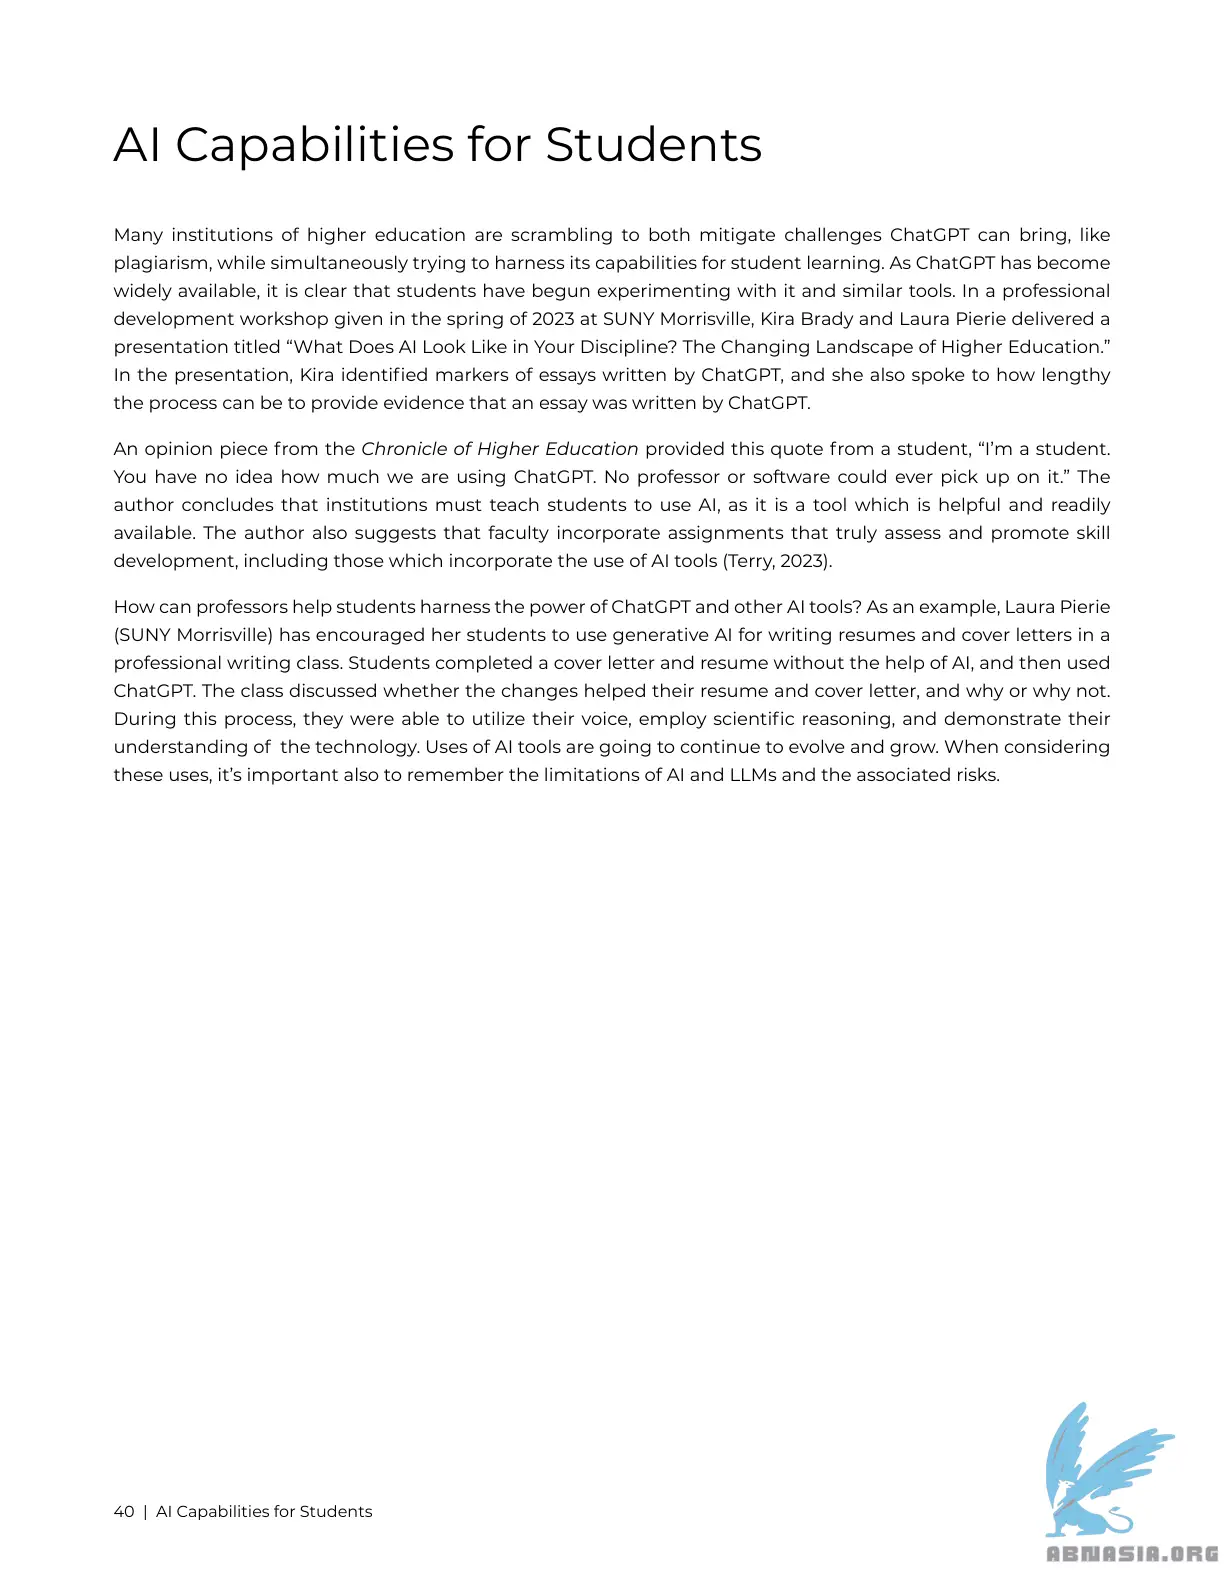 AI Capabilities for Students
Many institutions of higher education are scrambling to both mitigate challenges ChatGPT can bring, like
plagiarism, while simultaneously trying to harness its capabilities for student learning. As ChatGPT has become
widely available, it is clear that students have begun experimenting with it and similar tools. In a professional
development workshop given in the spring of 2023 at SUNY Morrisville, Kira Brady and Laura Pierie delivered a
presentation titled “What Does AI Look Like in Your Discipline? The Changing Landscape of Higher Education.”
In the presentation, Kira identified markers of essays written by ChatGPT, and she also spoke to how lengthy
the process can be to provide evidence that an essay was written by ChatGPT.
An opinion piece from the Chronicle of Higher Education provided this quote from a student, “I’m a student.
You have no idea how much we are using ChatGPT. No professor or software could ever pick up on it.” The
author concludes that institutions must teach students to use AI, as it is a tool which is helpful and readily
available. The author also suggests that faculty incorporate assignments that truly assess and promote skill
development, including those which incorporate the use of AI tools (Terry, 2023).
How can professors help students harness the power of ChatGPT and other AI tools? As an example, Laura Pierie
(SUNY Morrisville) has encouraged her students to use generative AI for writing resumes and cover letters in a
professional writing class. Students completed a cover letter and resume without the help of AI, and then used
ChatGPT. The class discussed whether the changes helped their resume and cover letter, and why or why not.
During this process, they were able to utilize their voice, employ scientific reasoning, and demonstrate their
understanding of  the technology. Uses of AI tools are going to continue to evolve and grow. When considering
these uses, it’s important also to remember the limitations of AI and LLMs and the associated risks.
40 | AI Capabilities for Students
ABNASIA.ORG